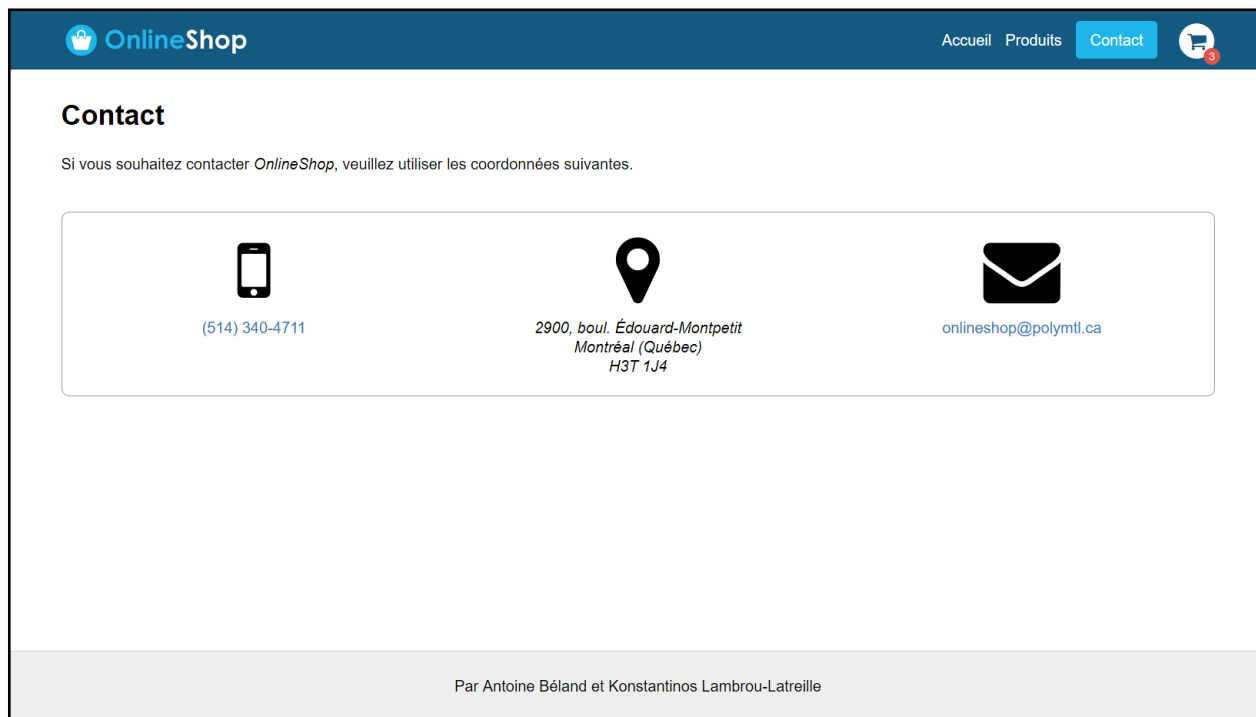 OnlineShop
Accueil Produits Contact
3
Contact
Si vous souhaitez contacter OnlineShop, veuillez utiliser les coordonnées suivantes.
(514) 340-4711
2900, boul. Édouard-Montpetit
Montréal (Québec)
H3T 1J4
onlineshop@polymtl.ca
Par Antoine Béland et Konstantinos Lambrou-Latreille